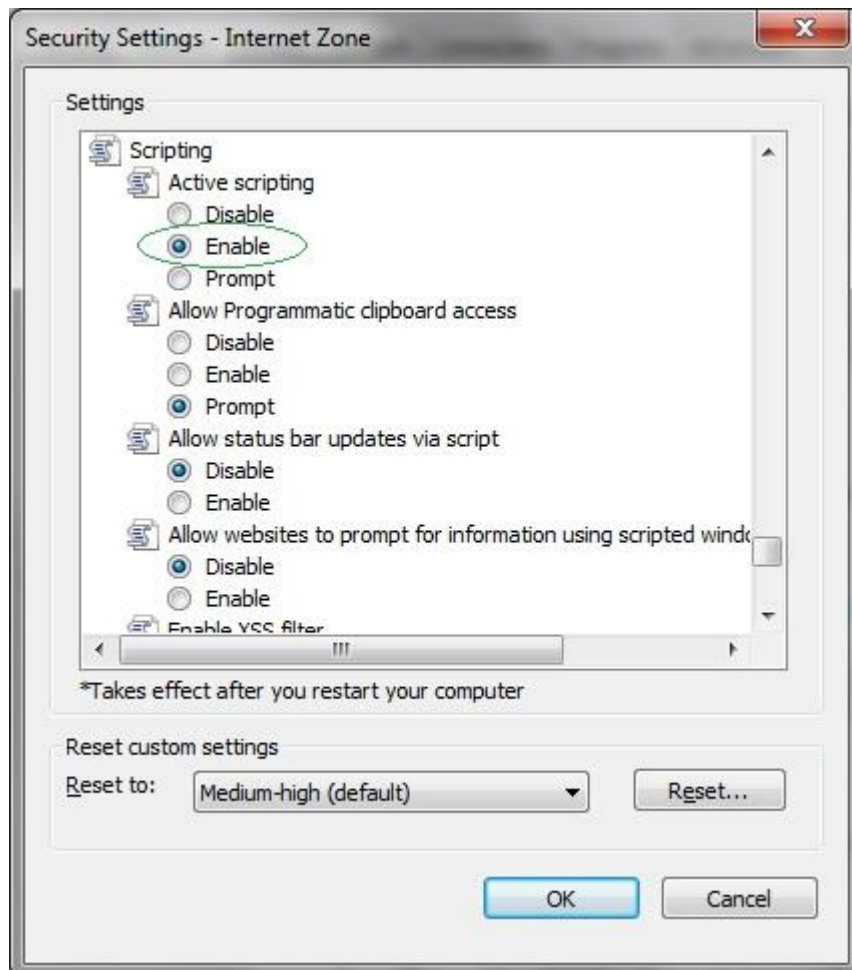 Security Settings - Internet Zone
Settings
Scripting
Active scripting
Disable
Enable
Prompt
Allow Programmatic clipboard access
Disable
Enable
Prompt
Allow status bar updates via script
Disable
Enable
Allow websites to prompt for information using scripted windo
Disable
Enable
Enable XSS filter
*Takes effect after you restart your computer
Reset custom settings
Reset to: Medium-high (default) Reset...
OK Cancel